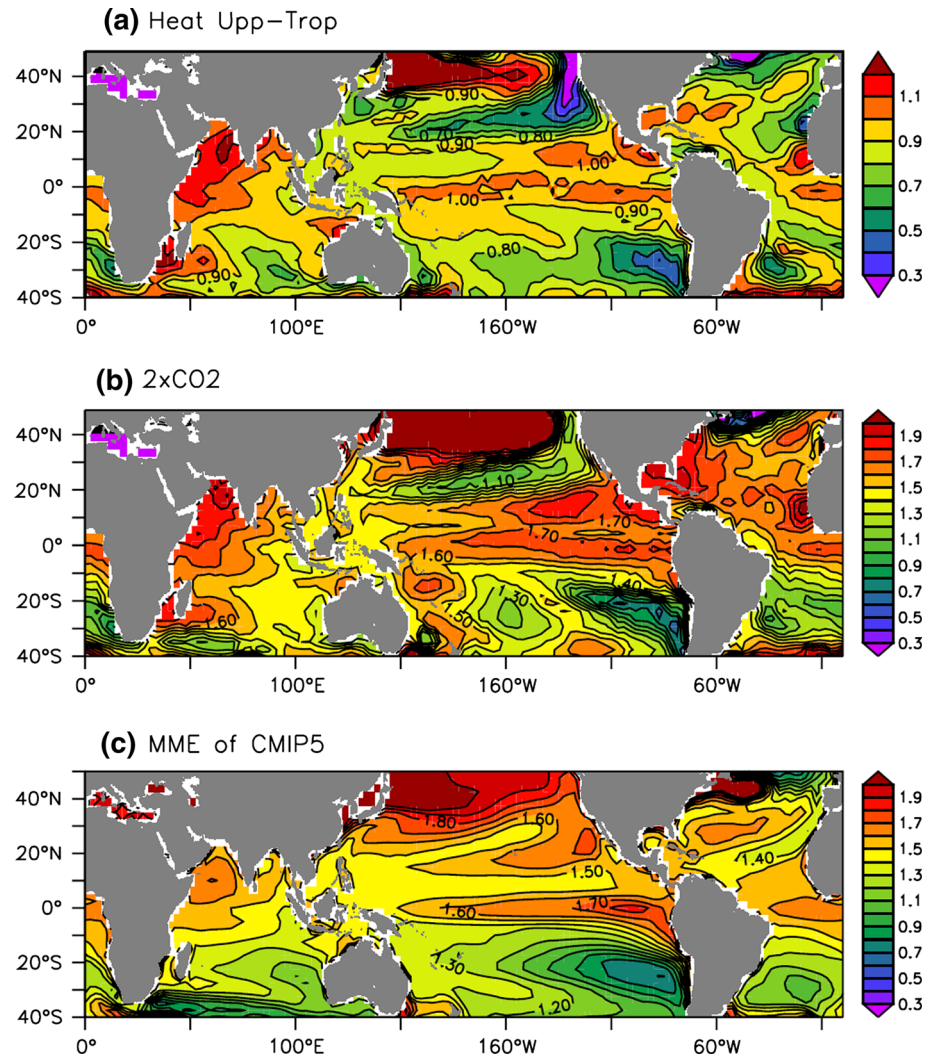 (a) Heat Upp-Trop
40°N
20°N
0°
20°S
40°S
0° 100°E 160°W 60°W
0.90
0.70 0.80
0.90
1.00
1.00
0.90
0.80
0.90
1.1
0.9
0.7
0.5
0.3
(b) 2xCO2
40°N
20°N
0°
20°S
40°S
0° 100°E 160°W 60°W
1.10
1.70
1.70
1.60
1.40
1.30
1.50
1.60
1.9
1.7
1.5
1.3
1.1
0.9
0.7
0.5
0.3
(c) MME of CMIP5
40°N
20°N
0°
20°S
40°S
0° 100°E 160°W 60°W
1.80 1.60
1.40
1.50
1.60 1.70
1.30
1.20
1.9
1.7
1.5
1.3
1.1
0.9
0.7
0.5
0.3